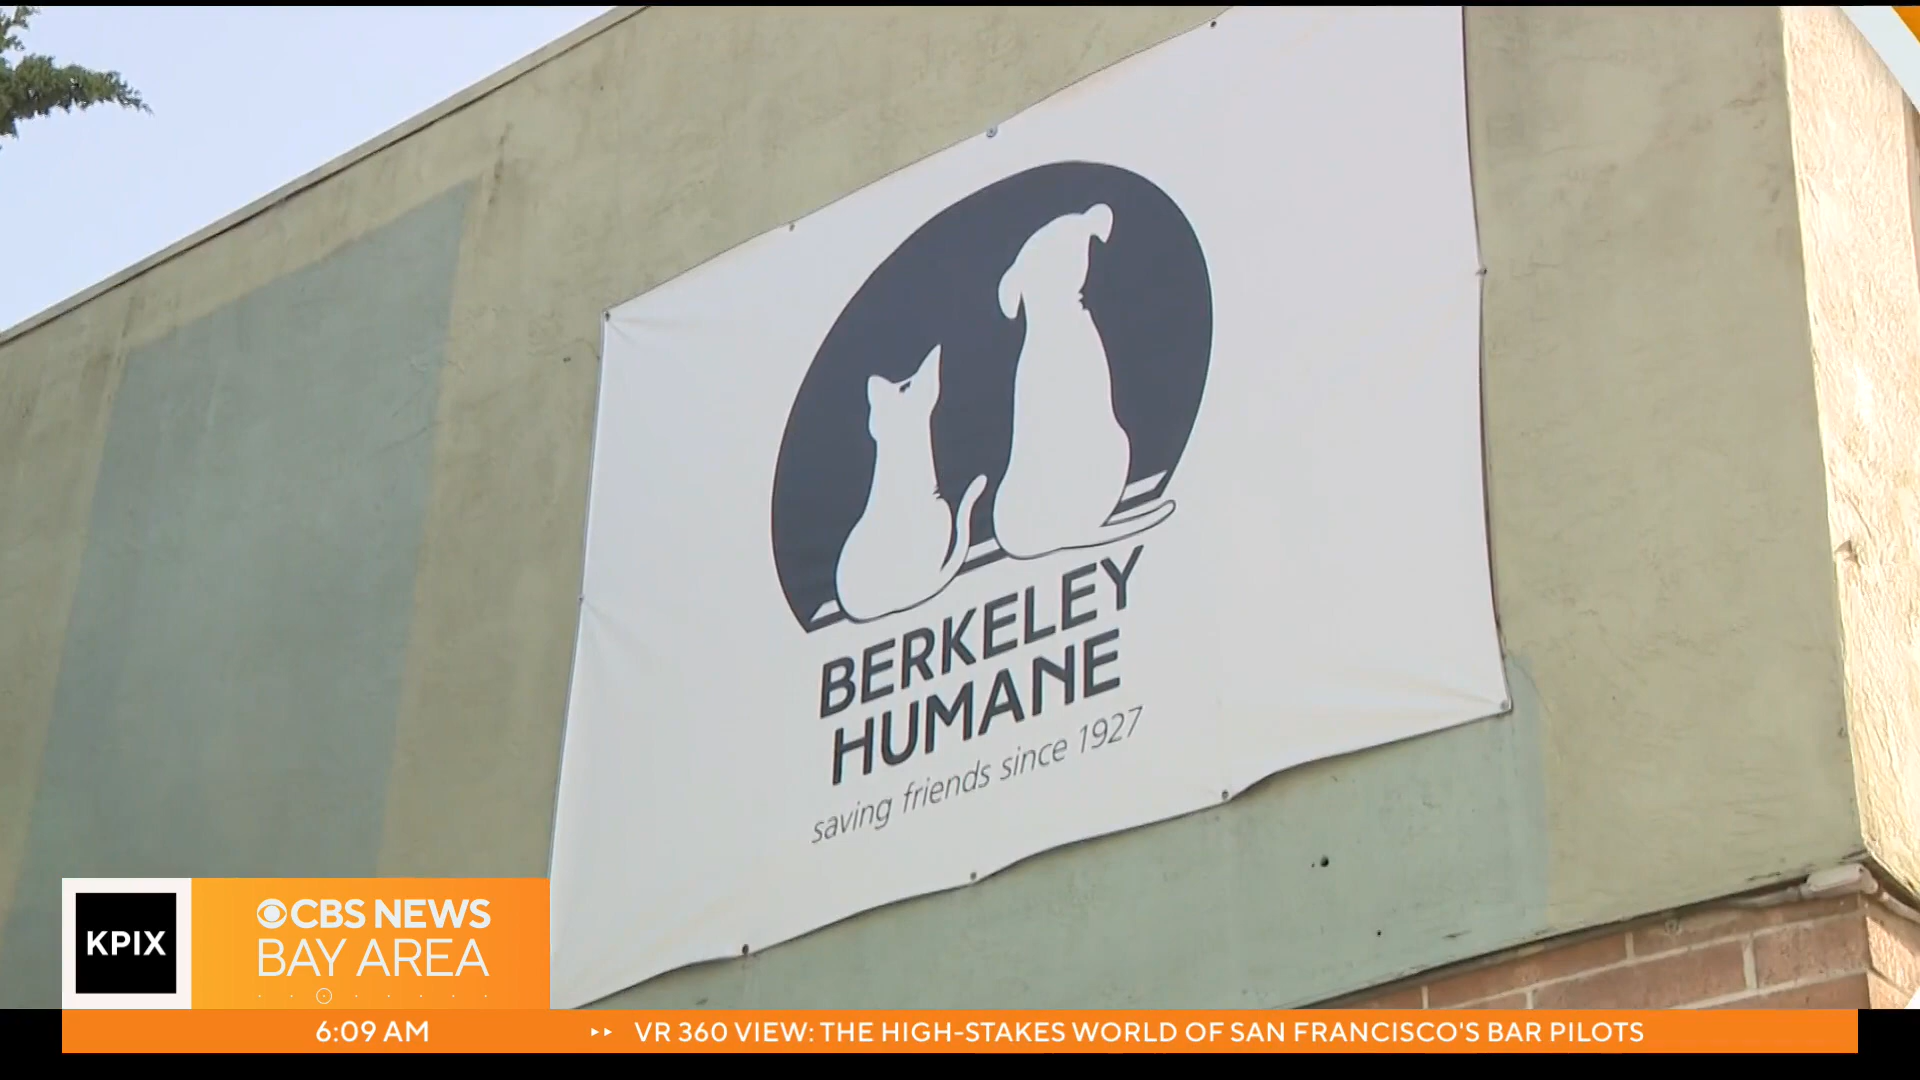 BERKELEY
HUMANE
saving friends since 1927
KPIX
CBS NEWS
BAY AREA
6:09 AM
VR 360 VIEW: THE HIGH-STAKES WORLD OF SAN FRANCISCO'S BAR PILOTS